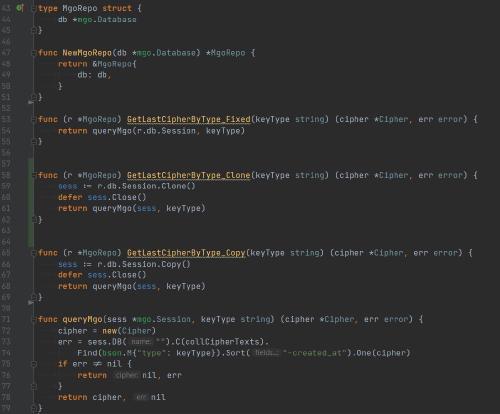 43 type MgoRepo struct {
44 db *mgo.Database
45 }
46
47 func NewMgoRepo(db *mgo.Database) *MgoRepo {
48 return &MgoRepo{
49 db: db,
50 }
51 }
52
53 func (r *MgoRepo) GetLastCipherByType_Fixed(keyType string) (cipher *Cipher, err error) {
54 return queryMgo(r.db.Session, keyType)
55 }
56
57
58 func (r *MgoRepo) GetLastCipherByType_Clone(keyType string) (cipher *Cipher, err error) {
59 sess := r.db.Session.Clone()
60 defer sess.Close()
61 return queryMgo(sess, keyType)
62 }
63
64
65 func (r *MgoRepo) GetLastCipherByType_Copy(keyType string) (cipher *Cipher, err error) {
66 sess := r.db.Session.Copy()
67 defer sess.Close()
68 return queryMgo(sess, keyType)
69 }
70
71 func queryMgo(sess *mgo.Session, keyType string) (cipher *Cipher, err error) {
72 cipher = new(Cipher)
73 err = sess.DB( name: "").C(collCipherTexts).
74 Find(bson.M{"type": keyType}).Sort( fields...: "-created_at").One(cipher)
75 if err ≠ nil {
76 return cipher: nil, err
77 }
78 return cipher, err: nil
79 }